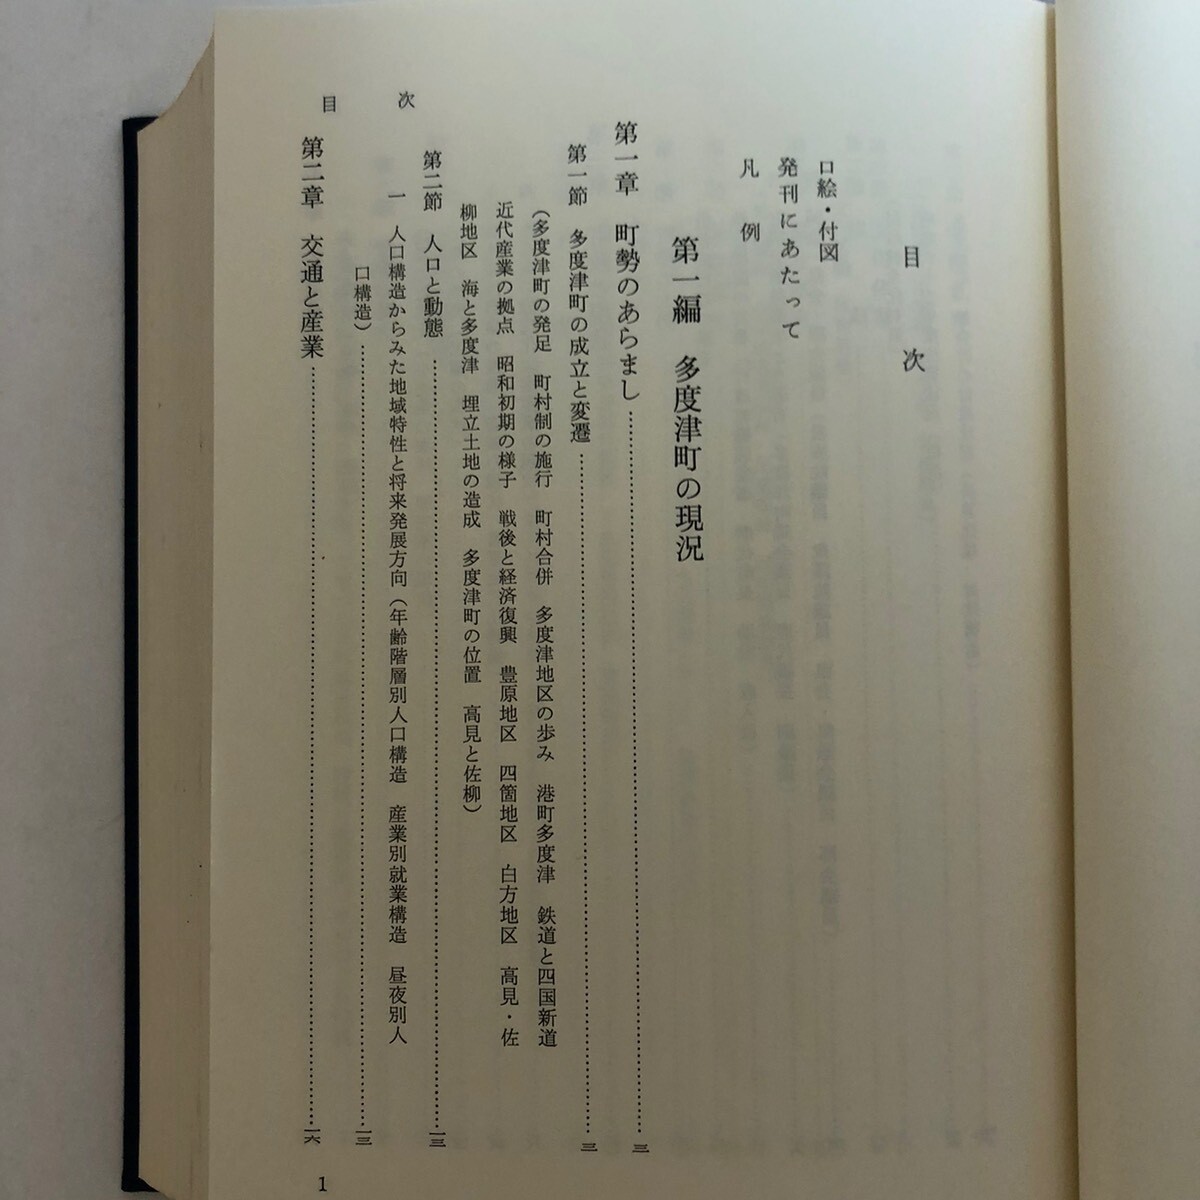 目次
口絵・付図
発刊にあたって
凡例
第一編　多度津町の現況
第一章　町勢のあらまし…………三
第一節　多度津町の成立と変遷…………三
（多度津町の発足　町村制の施行　町村合併　多度津地区の歩み　港町多度津　鉄道と四国新道
近代産業の拠点　昭和初期の様子　戦後と経済復興　豊原地区　四箇地区　白方地区　高見・佐
柳地区　海と多度津　埋立土地の造成　多度津町の位置　高見と佐柳）
第二節　人口と動態…………一三
一　人口構造からみた地域特性と将来発展方向（年齢階層別人口構造　産業別就業構造　昼夜別人
口構造）…………一三
第二章　交通と産業…………一六
目次
1